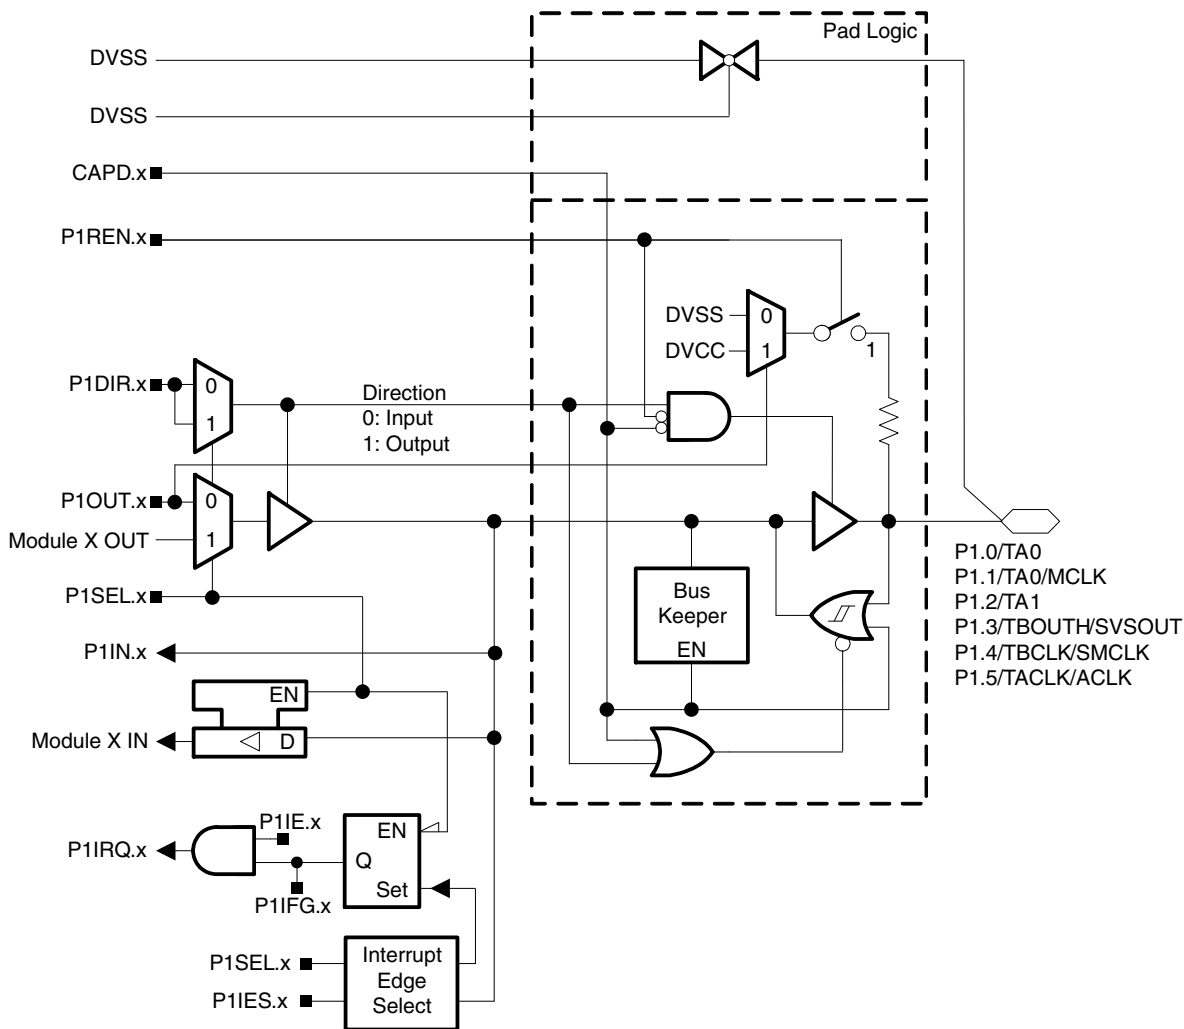 Pad Logic
DVSS
DVSS
CAPD.x
P1REN.x
DVSS
0
DVCC
1
1
P1DIR.x
0
1
Direction
0: Input
1: Output
P1OUT.x
0
Module X OUT
1
P1SEL.x
Bus
Keeper
EN
P1.0/TA0
P1.1/TA0/MCLK
P1.2/TA1
P1.3/TBOUTH/SVSOUT
P1.4/TBCLK/SMCLK
P1.5/TACLK/ACLK
P1IN.x
EN
Module X IN
D
P1IE.x
P1IRQ.x
P1IFG.x
EN
Q
Set
P1SEL.x
P1IES.x
Interrupt
Edge
Select